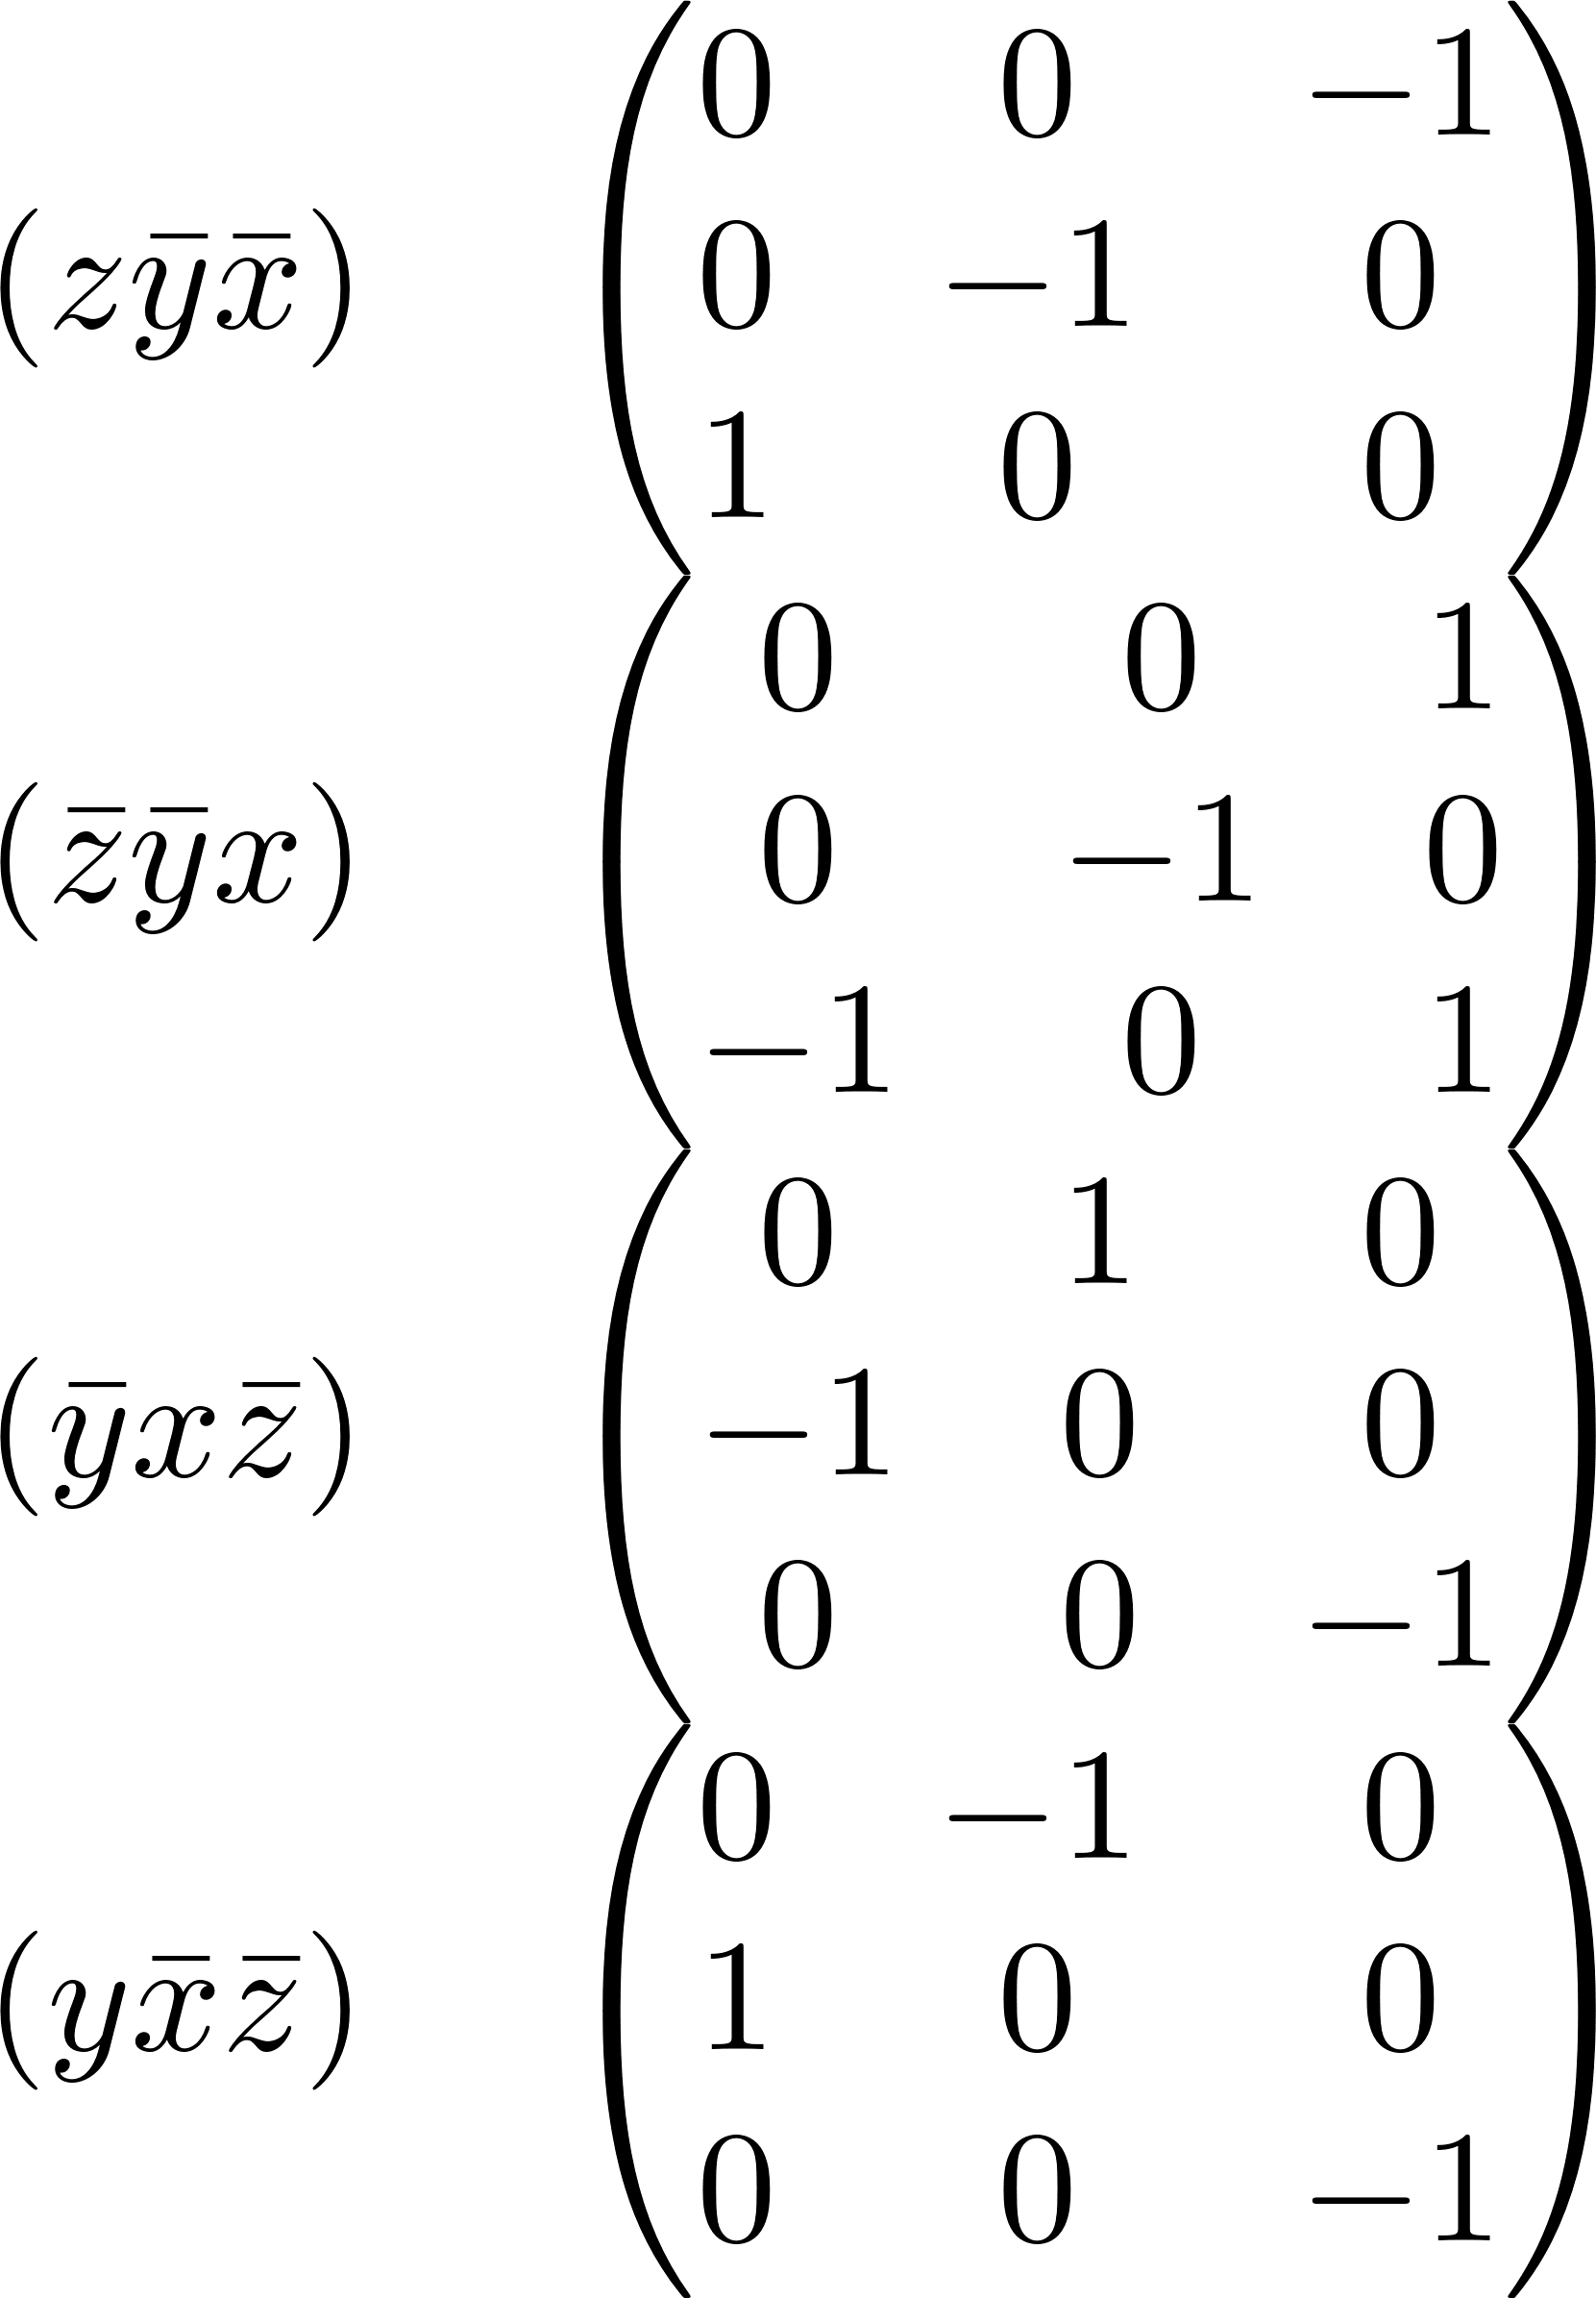 0 0 −1
(z y̅ x̅) 0 −1 0
1 0 0
0 0 1
(z̅ y̅ x) 0 −1 0
−1 0 1
0 1 0
(y̅ x z̅) −1 0 0
0 0 −1
0 −1 0
(y x̅ z̅) 1 0 0
0 0 −1